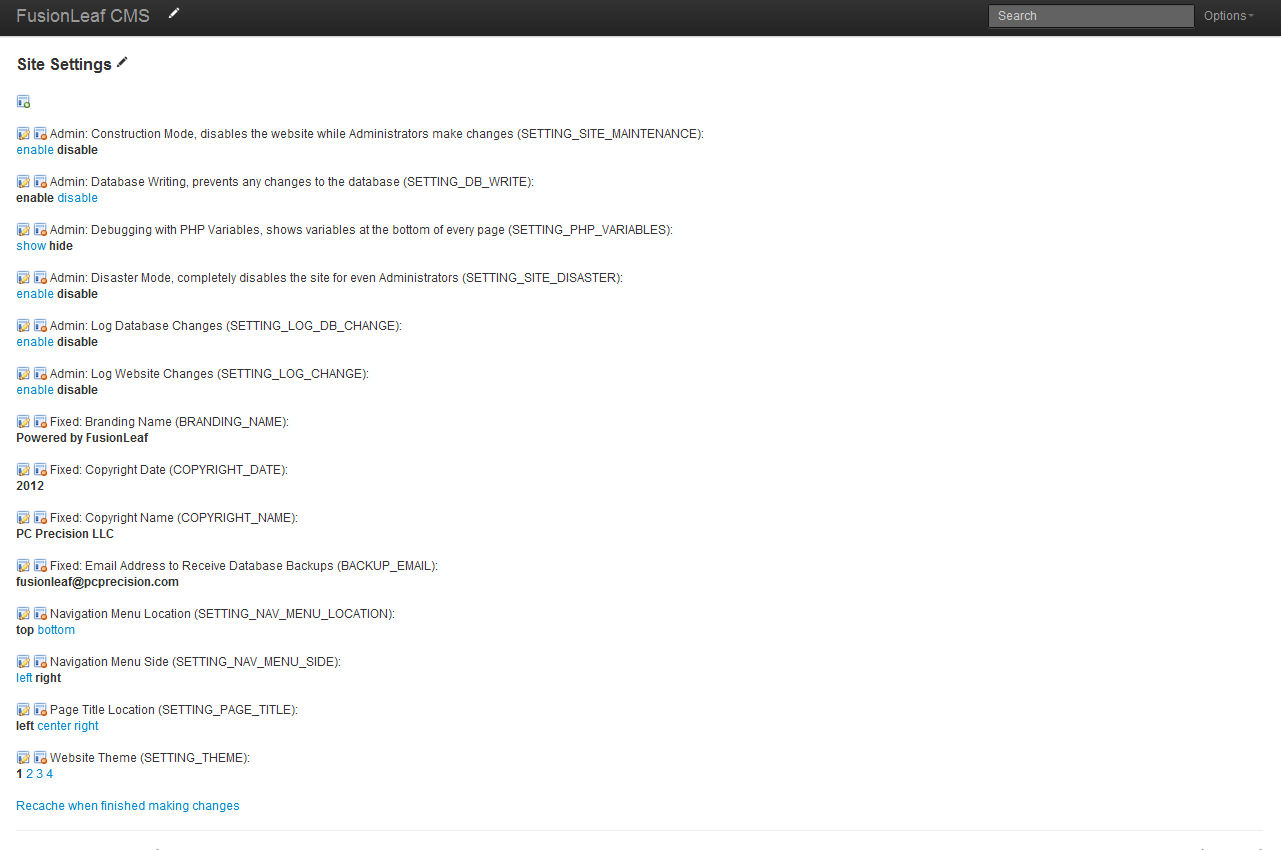 FusionLeaf CMS
Search
Options
Site Settings
Admin: Construction Mode, disables the website while Administrators make changes (SETTING_SITE_MAINTENANCE):
enable disable
Admin: Database Writing, prevents any changes to the database (SETTING_DB_WRITE):
enable disable
Admin: Debugging with PHP Variables, shows variables at the bottom of every page (SETTING_PHP_VARIABLES):
show hide
Admin: Disaster Mode, completely disables the site for even Administrators (SETTING_SITE_DISASTER):
enable disable
Admin: Log Database Changes (SETTING_LOG_DB_CHANGE):
enable disable
Admin: Log Website Changes (SETTING_LOG_CHANGE):
enable disable
Fixed: Branding Name (BRANDING_NAME):
Powered by FusionLeaf
Fixed: Copyright Date (COPYRIGHT_DATE):
2012
Fixed: Copyright Name (COPYRIGHT_NAME):
PC Precision LLC
Fixed: Email Address to Receive Database Backups (BACKUP_EMAIL):
fusionleaf@pcprecision.com
Navigation Menu Location (SETTING_NAV_MENU_LOCATION):
top bottom
Navigation Menu Side (SETTING_NAV_MENU_SIDE):
left right
Page Title Location (SETTING_PAGE_TITLE):
left center right
Website Theme (SETTING_THEME):
1 2 3 4
Recache when finished making changes